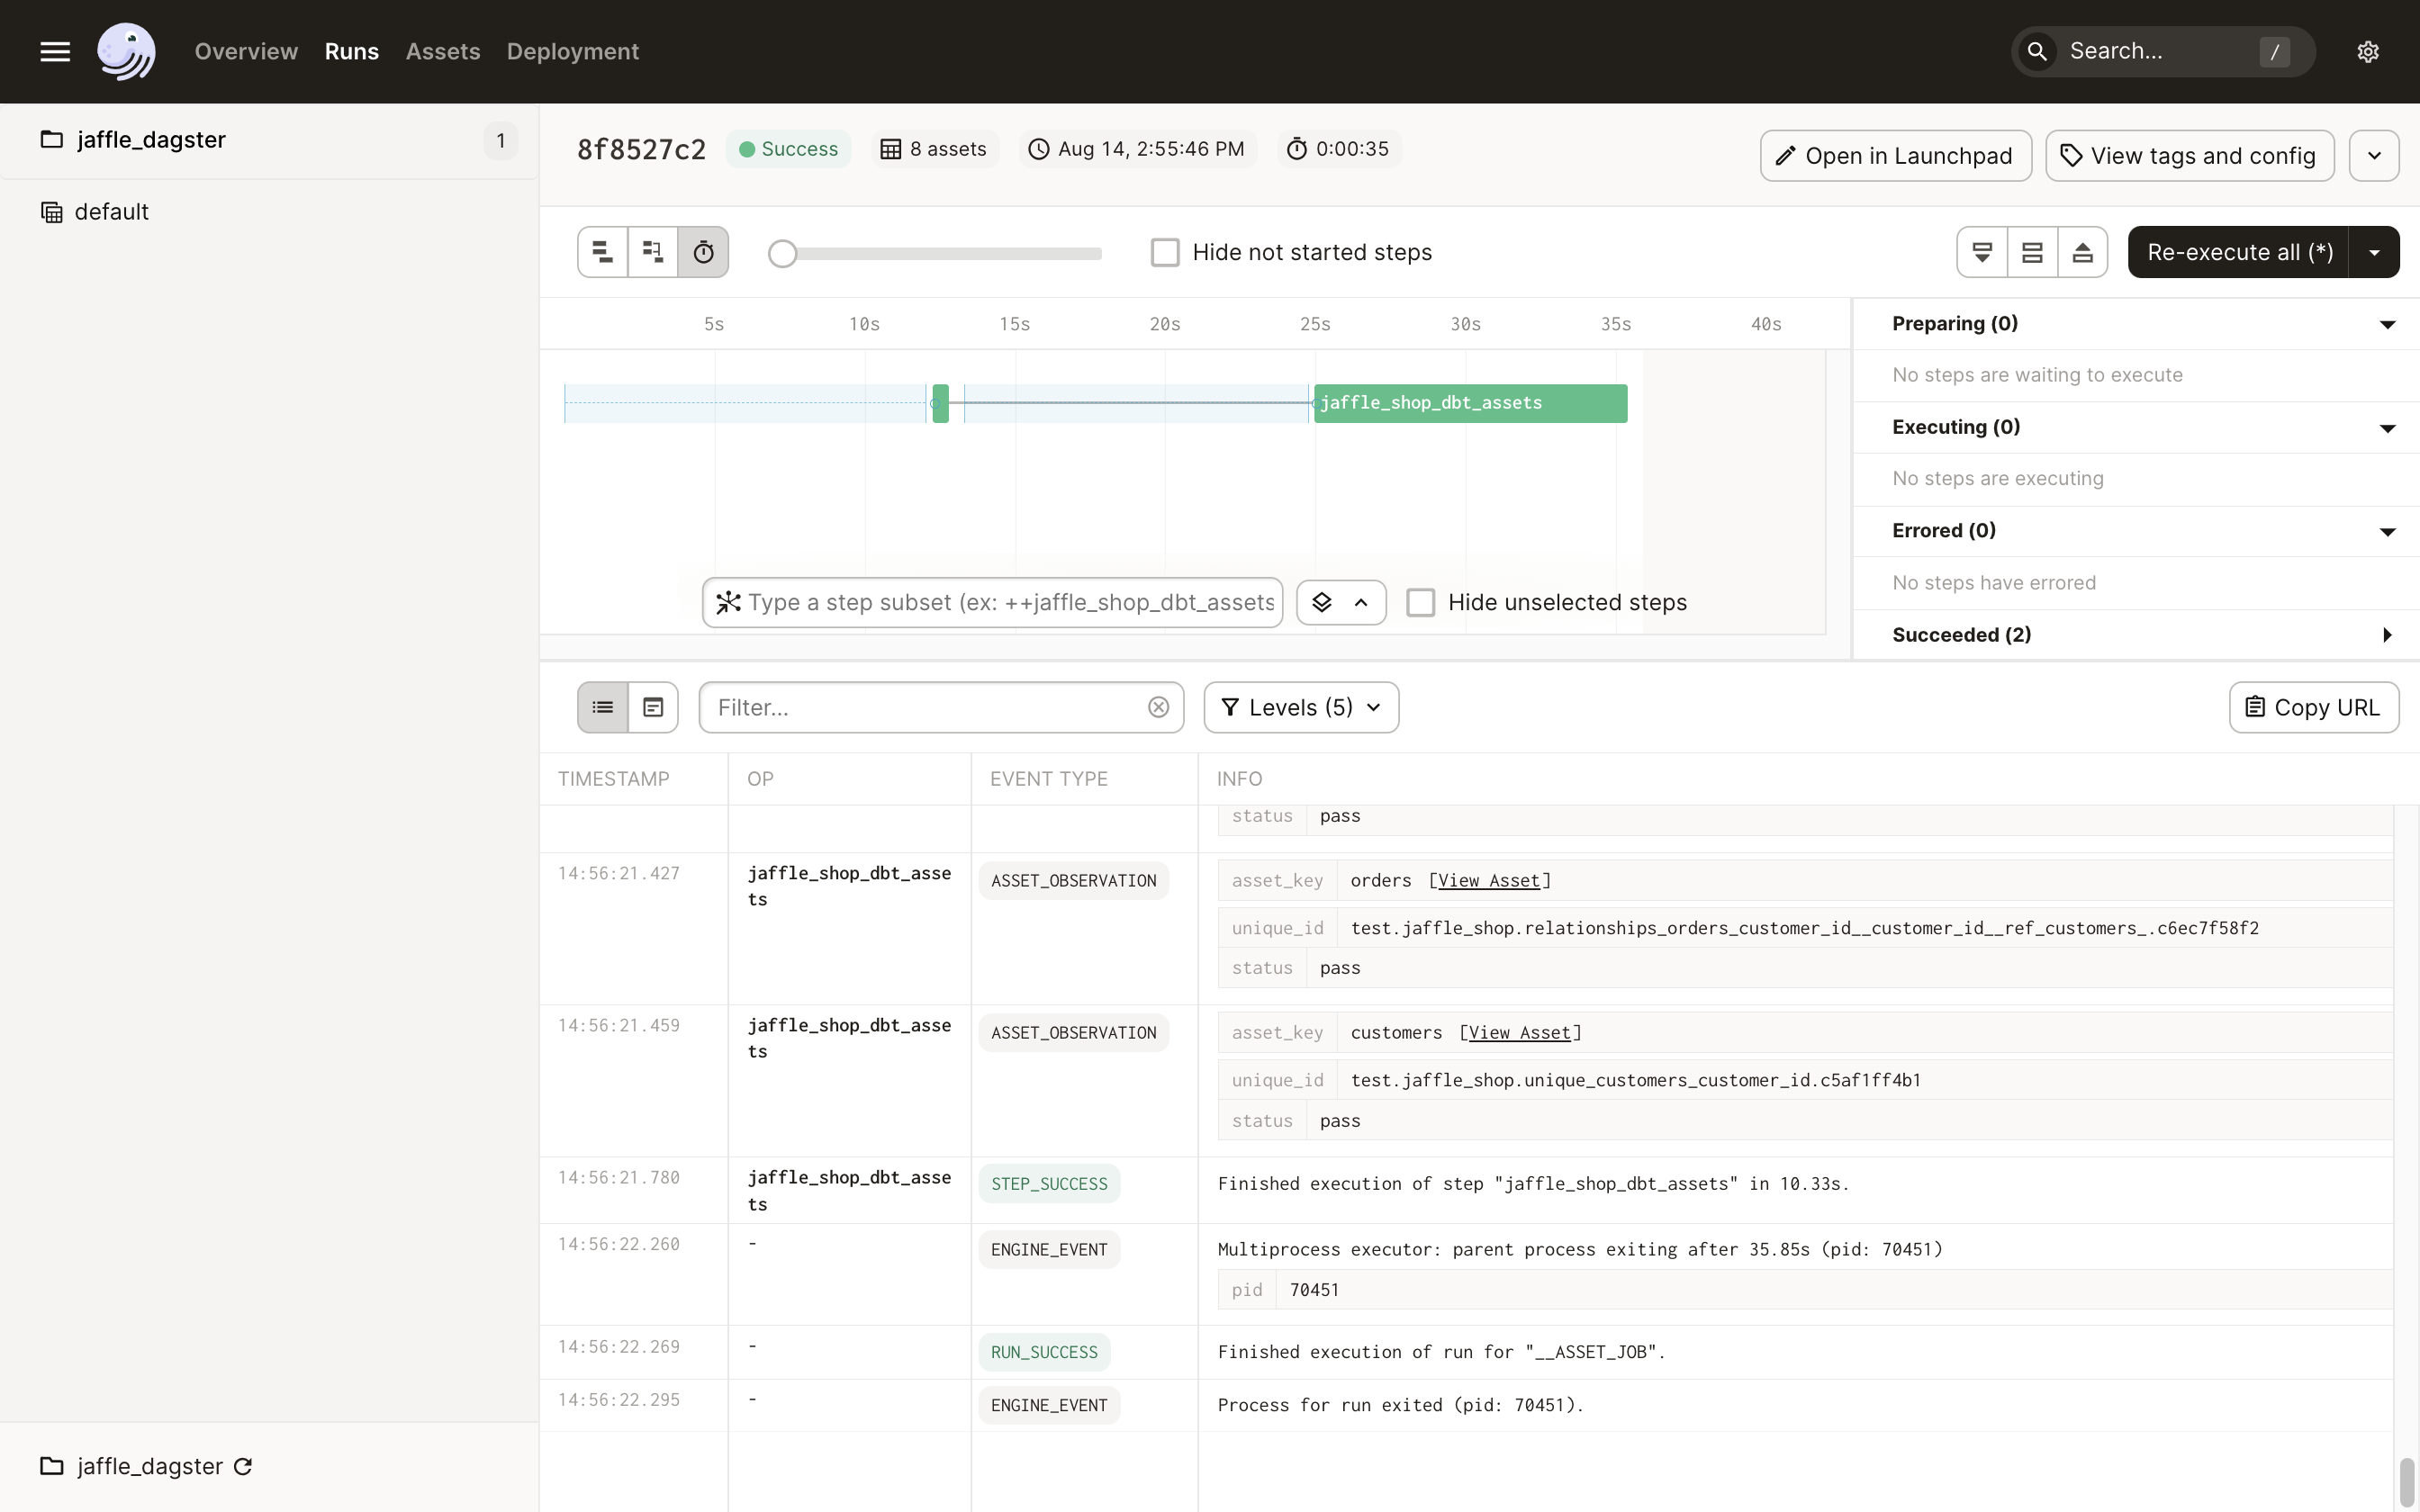 Overview Runs Assets Deployment Search... /
jaffle_dagster 1
default
8f8527c2 Success 8 assets Aug 14, 2:55:46 PM 0:00:35 Open in Launchpad View tags and config
Hide not started steps Re-execute all (*)
5s 10s 15s 20s 25s 30s 35s 40s
jaffle_shop_dbt_assets
Type a step subset (ex: ++jaffle_shop_dbt_assets Hide unselected steps
Preparing (0)
No steps are waiting to execute
Executing (0)
No steps are executing
Errored (0)
No steps have errored
Succeeded (2)
Filter... Levels (5) Copy URL
TIMESTAMP OP EVENT TYPE INFO
status pass
14:56:21.427 jaffle_shop_dbt_asse ASSET_OBSERVATION asset_key orders [View Asset]
ts
unique_id test.jaffle_shop.relationships_orders_customer_id__customer_id__ref_customers_.c6ec7f58f2
status pass
14:56:21.459 jaffle_shop_dbt_asse ASSET_OBSERVATION asset_key customers [View Asset]
ts
unique_id test.jaffle_shop.unique_customers_customer_id.c5af1ff4b1
status pass
14:56:21.780 jaffle_shop_dbt_asse STEP_SUCCESS Finished execution of step "jaffle_shop_dbt_assets" in 10.33s.
ts
14:56:22.260 - ENGINE_EVENT Multiprocess executor: parent process exiting after 35.85s (pid: 70451)
pid 70451
14:56:22.269 - RUN_SUCCESS Finished execution of run for "__ASSET_JOB".
14:56:22.295 - ENGINE_EVENT Process for run exited (pid: 70451).
jaffle_dagster